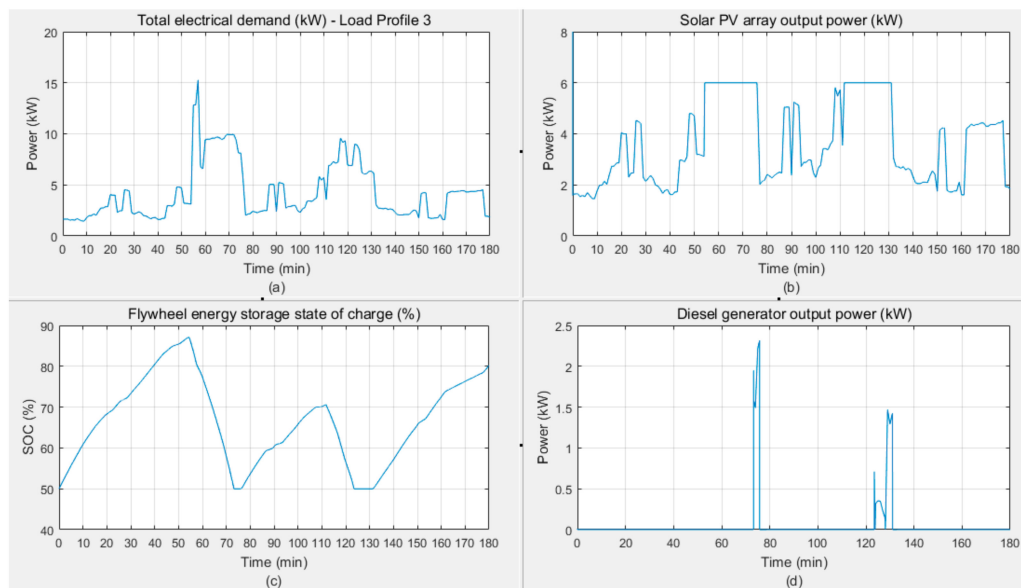 Total electrical demand (kW) - Load Profile 3
20
15
10
5
0
Power (kW)
0 10 20 30 40 50 60 70 80 90 100 110 120 130 140 150 160 170 180
Time (min)
(a)
Solar PV array output power (kW)
8
6
4
2
0
Power (kW)
0 10 20 30 40 50 60 70 80 90 100 110 120 130 140 150 160 170 180
Time (min)
(b)
Flywheel energy storage state of charge (%)
90
80
70
60
50
40
SOC (%)
0 10 20 30 40 50 60 70 80 90 100 110 120 130 140 150 160 170 180
Time (min)
(c)
Diesel generator output power (kW)
2.5
2
1.5
1
0.5
0
Power (kW)
0 20 40 60 80 100 120 140 160 180
Time (min)
(d)